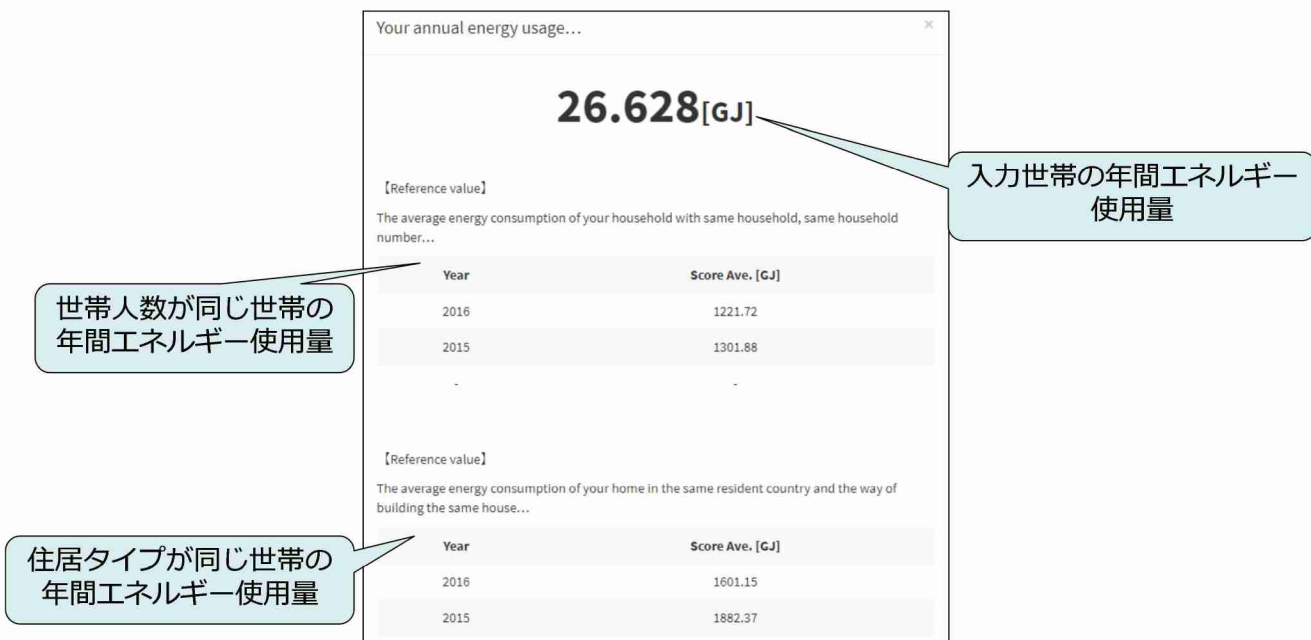 Your annual energy usage...
×
26.628[GJ]
入力世帯の年間エネルギー
使用量
【Reference value】
The average energy consumption of your household with same household, same household
number...
Year Score Ave. [GJ]
2016 1221.72
2015 1301.88
- -
世帯人数が同じ世帯の
年間エネルギー使用量
【Reference value】
The average energy consumption of your home in the same resident country and the way of
building the same house...
Year Score Ave. [GJ]
2016 1601.15
2015 1882.37
住居タイプが同じ世帯の
年間エネルギー使用量